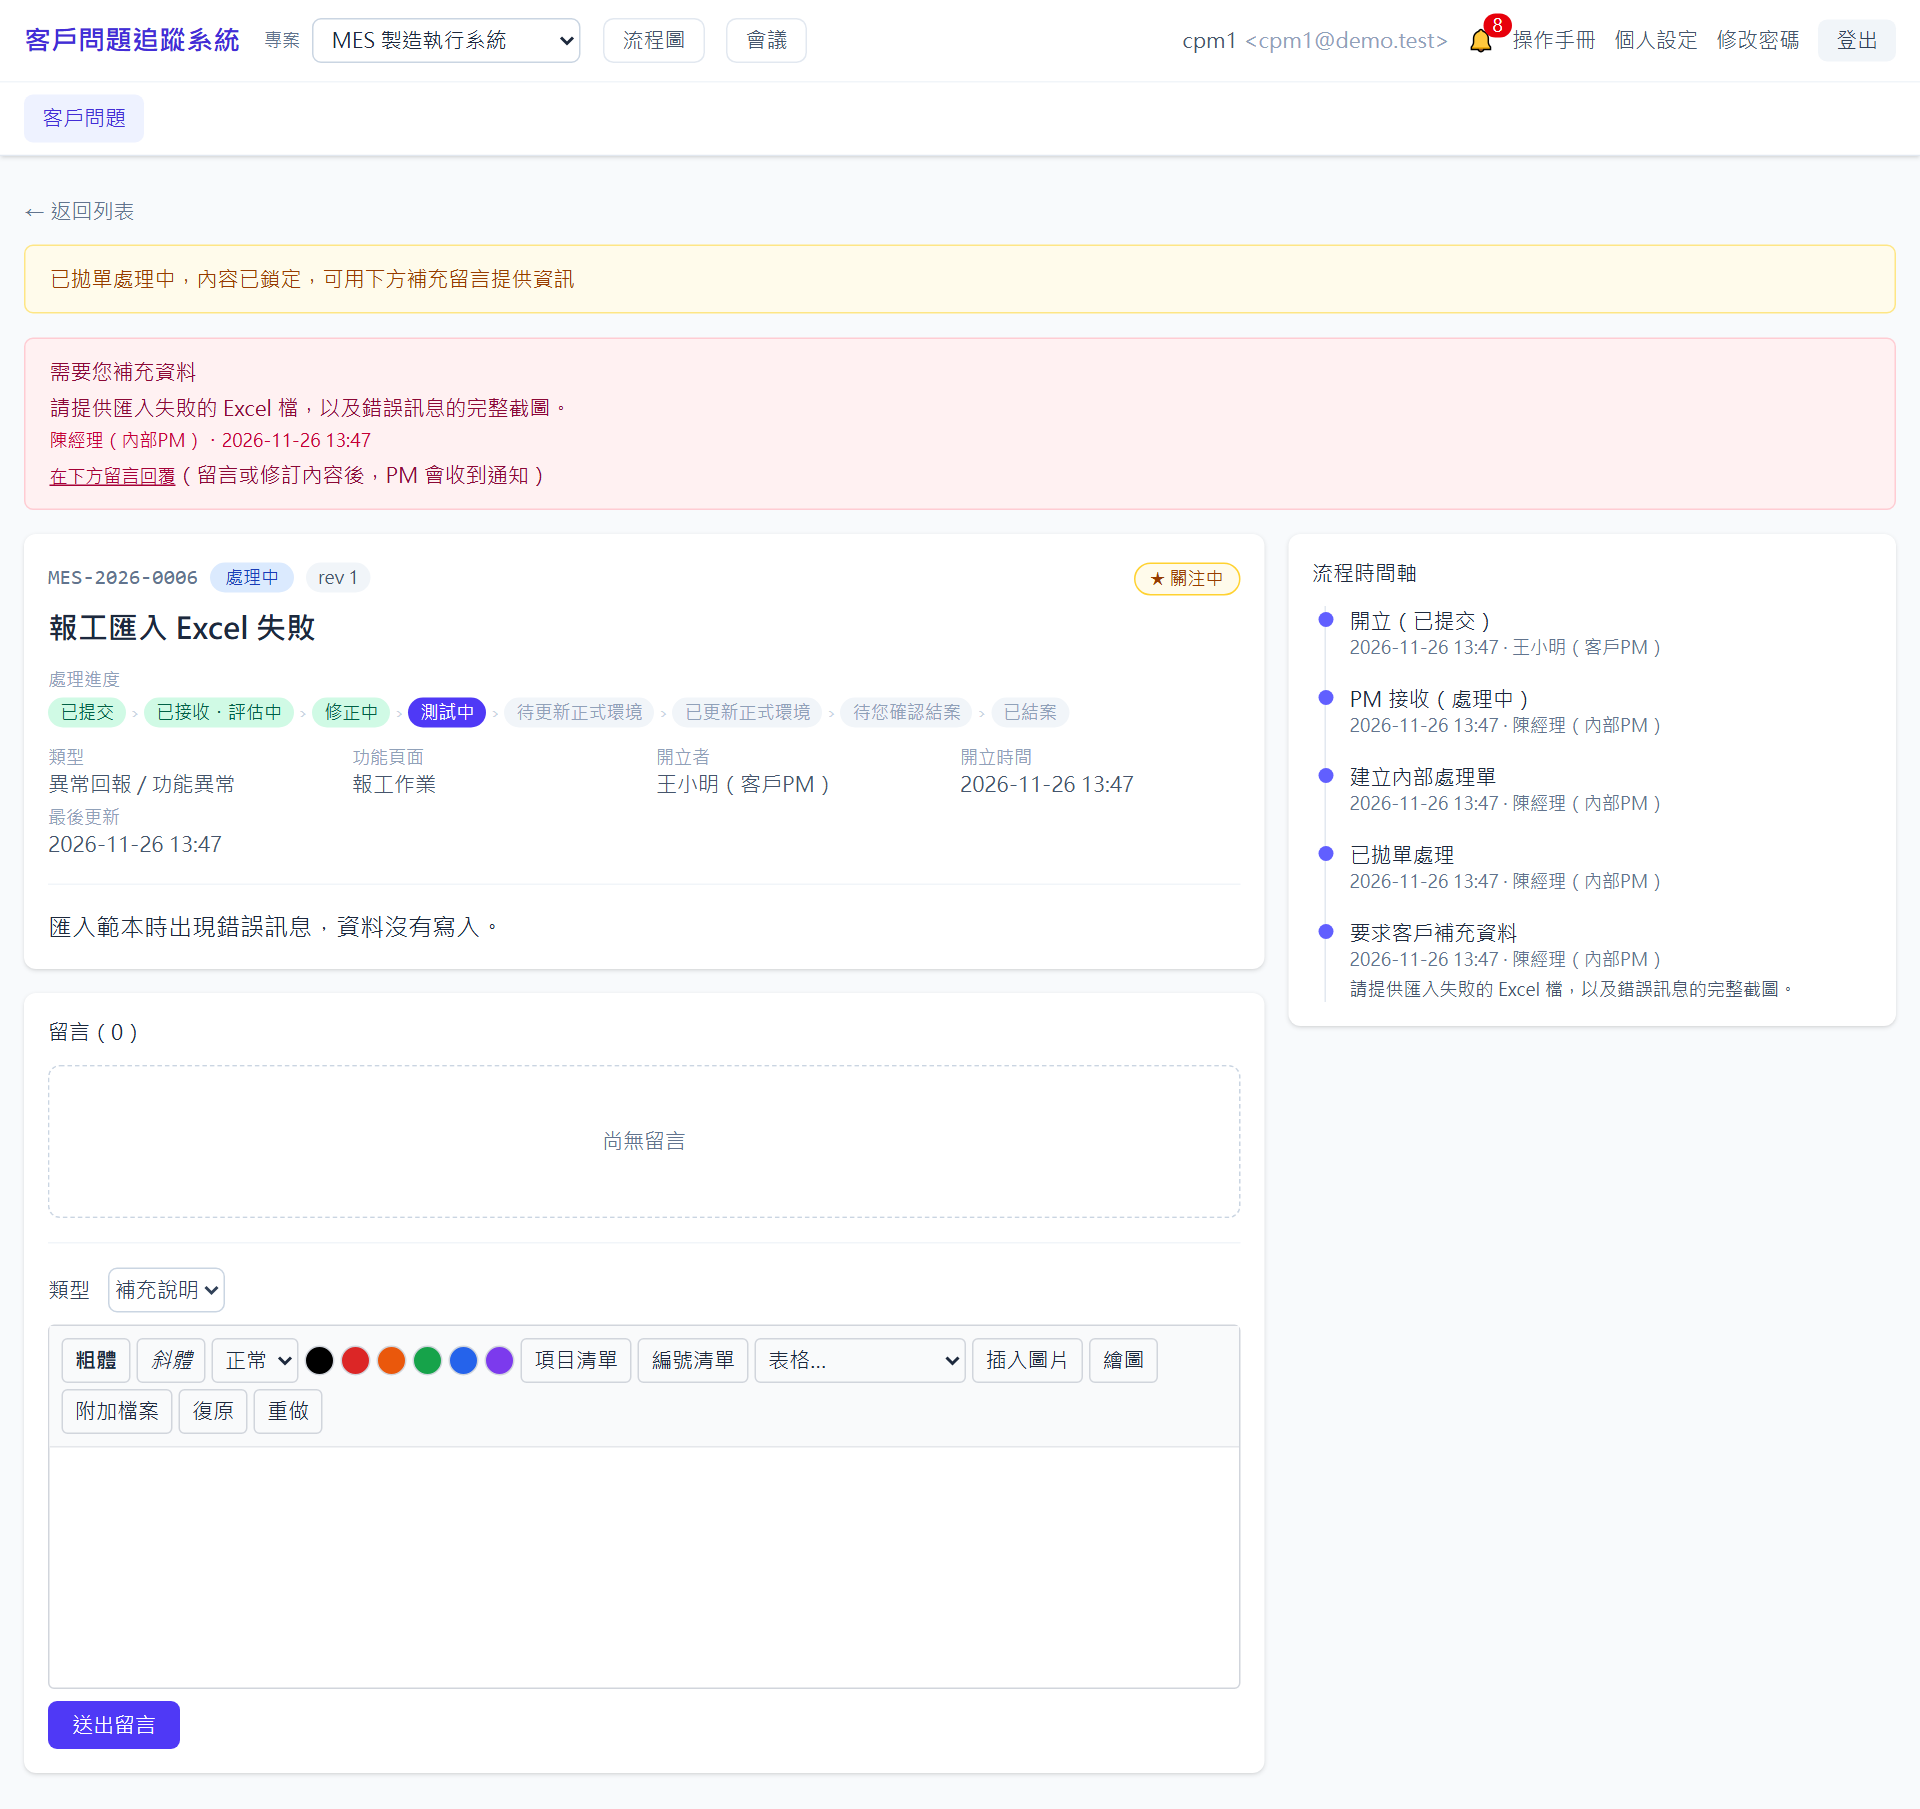 客戶問題追蹤系統 專案 MES 製造執行系統 流程圖 會議 cpm1 <cpm1@demo.test> 8 操作手冊 個人設定 修改密碼 登出
客戶問題
← 返回列表
已拋單處理中，內容已鎖定，可用下方補充留言提供資訊
需要您補充資料
請提供匯入失敗的 Excel 檔，以及錯誤訊息的完整截圖。
陳經理（內部PM） · 2026-11-26 13:47
在下方留言回覆（留言或修訂內容後，PM 會收到通知）
MES-2026-0006 處理中 rev 1 ★ 關注中
報工匯入 Excel 失敗
處理進度
已提交 › 已接收 · 評估中 › 修正中 › 測試中 › 待更新正式環境 › 已更新正式環境 › 待您確認結案 › 已結案
類型 功能頁面 開立者 開立時間
異常回報 / 功能異常 報工作業 王小明（客戶PM） 2026-11-26 13:47
最後更新
2026-11-26 13:47
匯入範本時出現錯誤訊息，資料沒有寫入。
流程時間軸
開立（已提交）
2026-11-26 13:47 · 王小明（客戶PM）
PM 接收（處理中）
2026-11-26 13:47 · 陳經理（內部PM）
建立內部處理單
2026-11-26 13:47 · 陳經理（內部PM）
已拋單處理
2026-11-26 13:47 · 陳經理（內部PM）
要求客戶補充資料
2026-11-26 13:47 · 陳經理（內部PM）
請提供匯入失敗的 Excel 檔，以及錯誤訊息的完整截圖。
留言（0）
尚無留言
類型 補充說明
粗體 斜體 正常 項目清單 編號清單 表格... 插入圖片 繪圖
附加檔案 復原 重做
送出留言